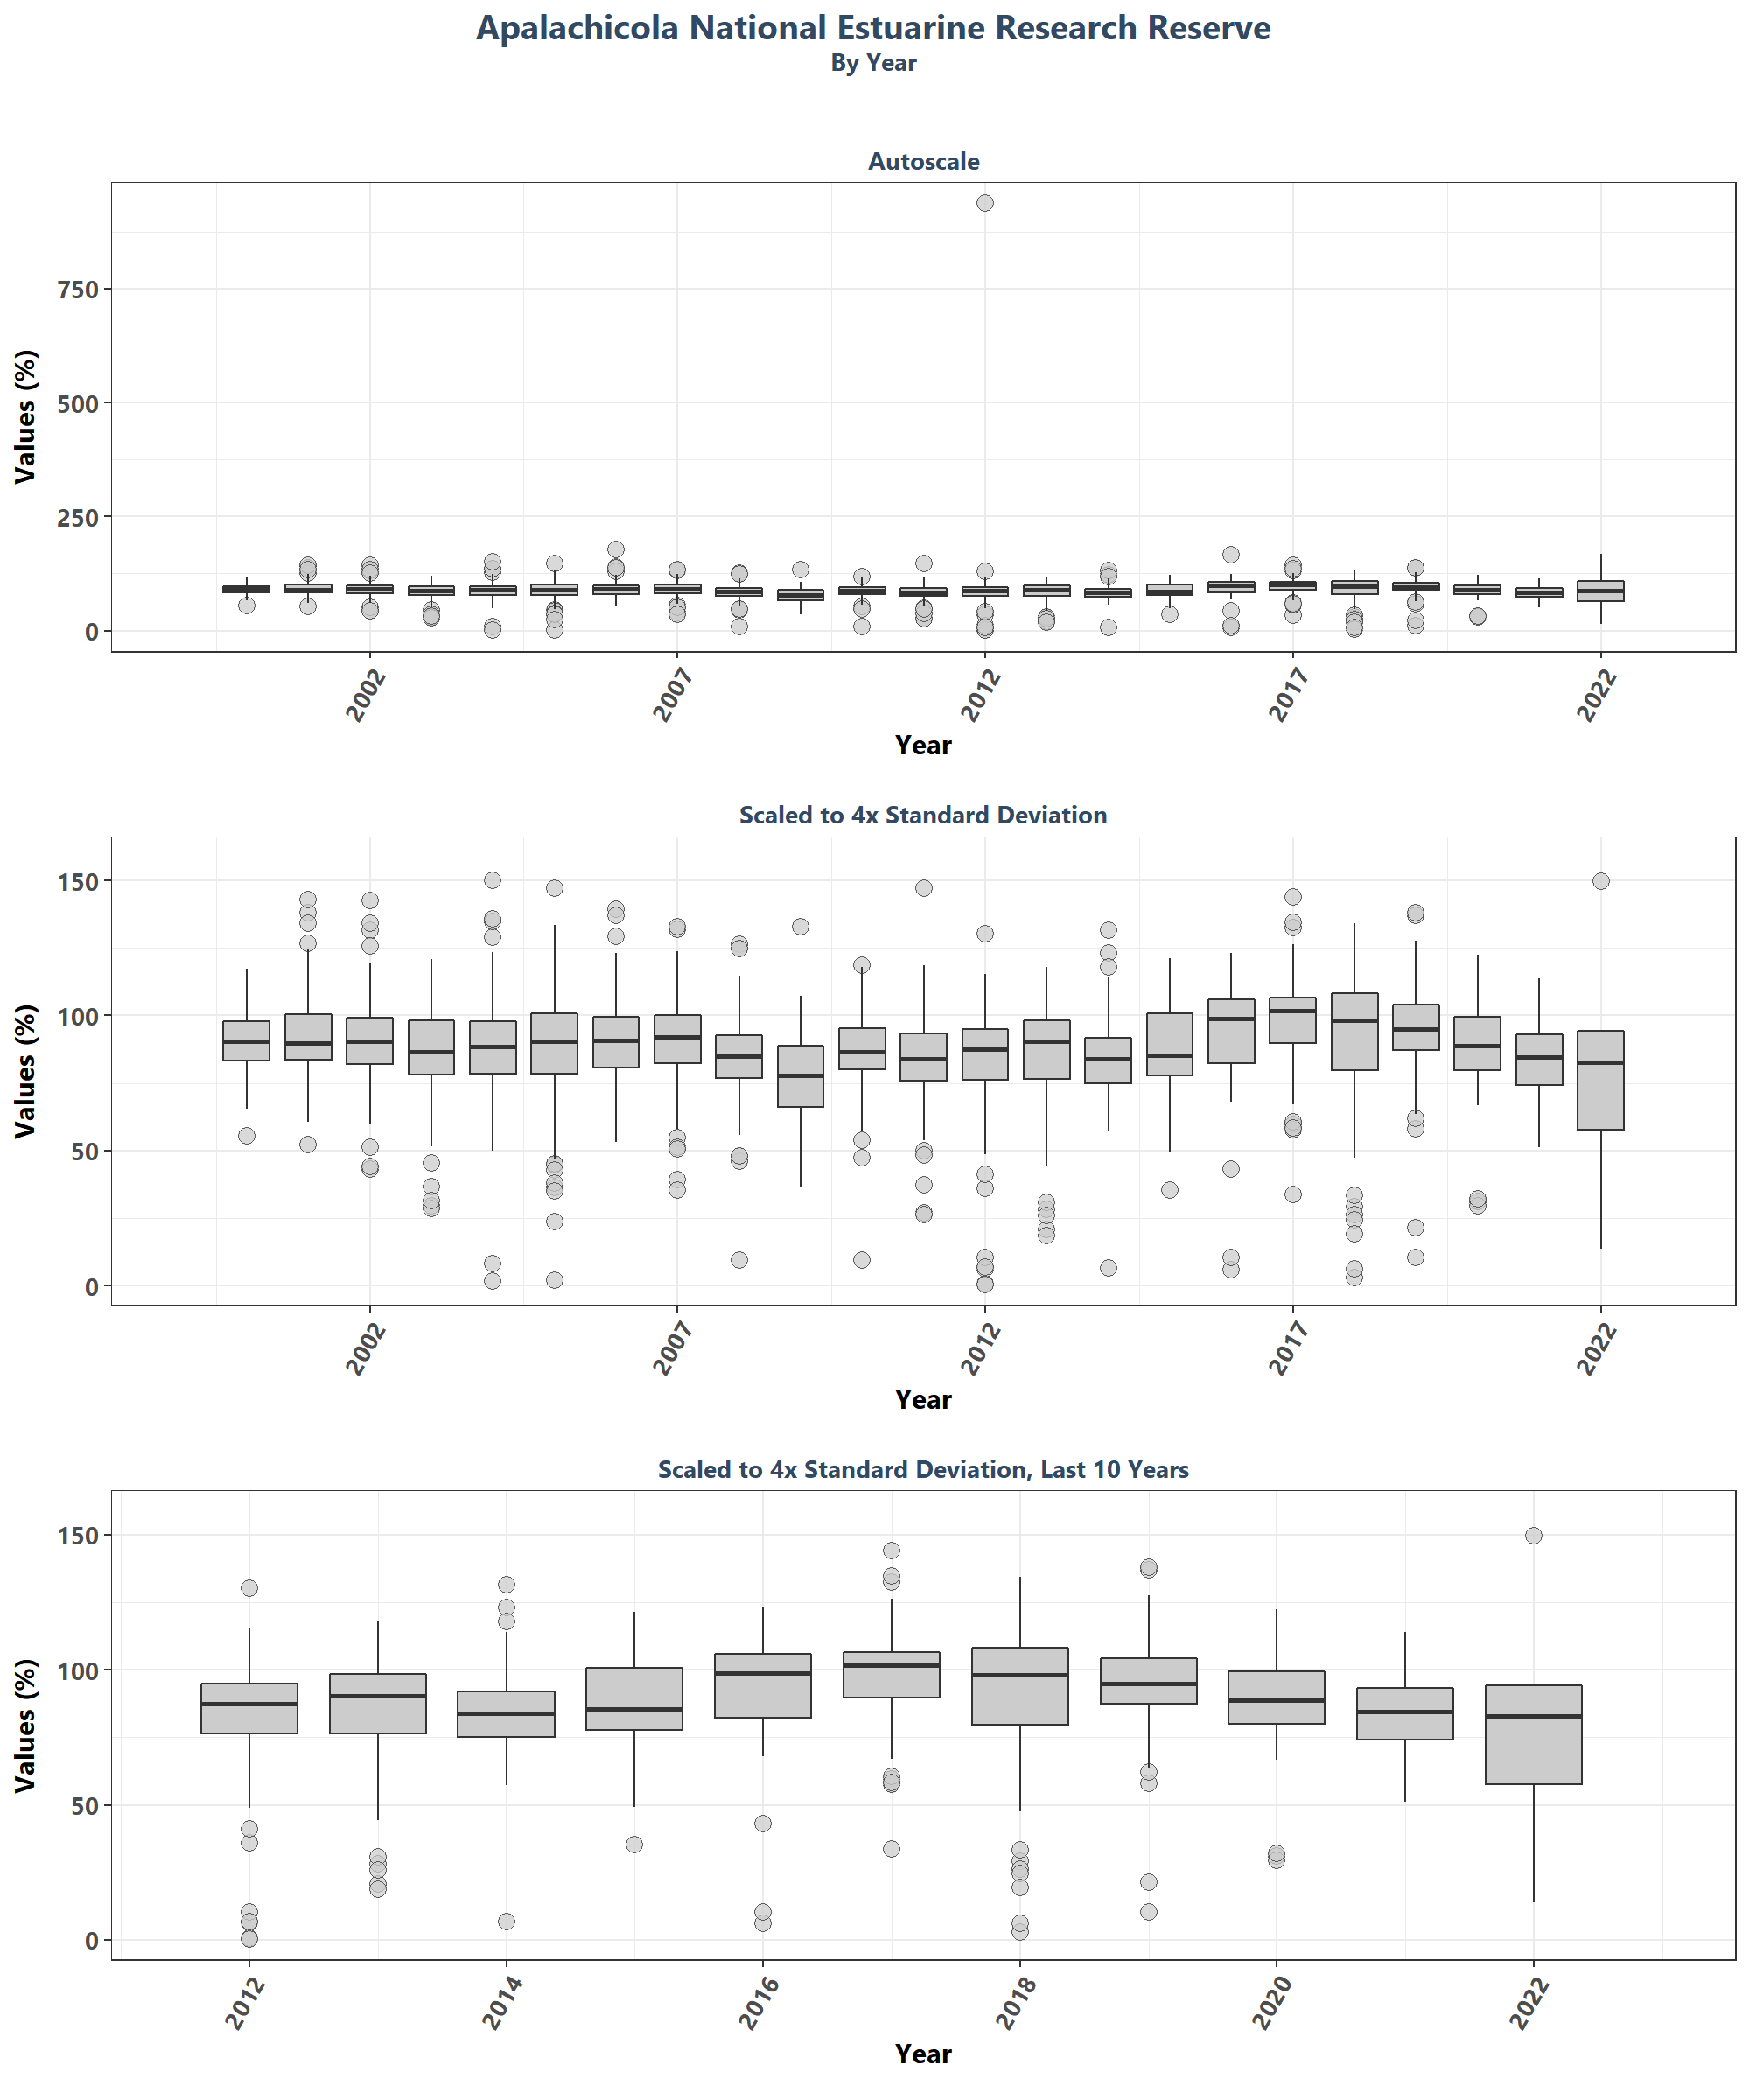 Apalachicola National Estuarine Research Reserve
By Year
Autoscale
Values (%)
750
500
250
0
2002 2007 2012 2017 2022
Year
Scaled to 4x Standard Deviation
Values (%)
150
100
50
0
2002 2007 2012 2017 2022
Year
Scaled to 4x Standard Deviation, Last 10 Years
Values (%)
150
100
50
0
2012 2014 2016 2018 2020 2022
Year